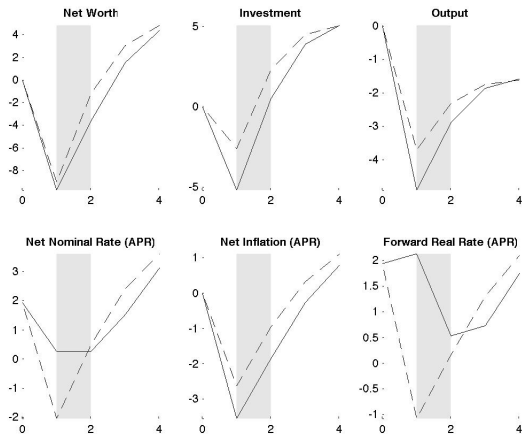 Net Worth
4
2
0
-2
-4
-6
-8
0 2 4
Investment
5
0
-5
0 2 4
Output
0
-1
-2
-3
-4
0 2 4
Net Nominal Rate (APR)
3
2
1
0
-1
-2
0 2 4
Net Inflation (APR)
1
0
-1
-2
-3
0 2 4
Forward Real Rate (APR)
2
1.5
1
0.5
0
-0.5
-1
0 2 4